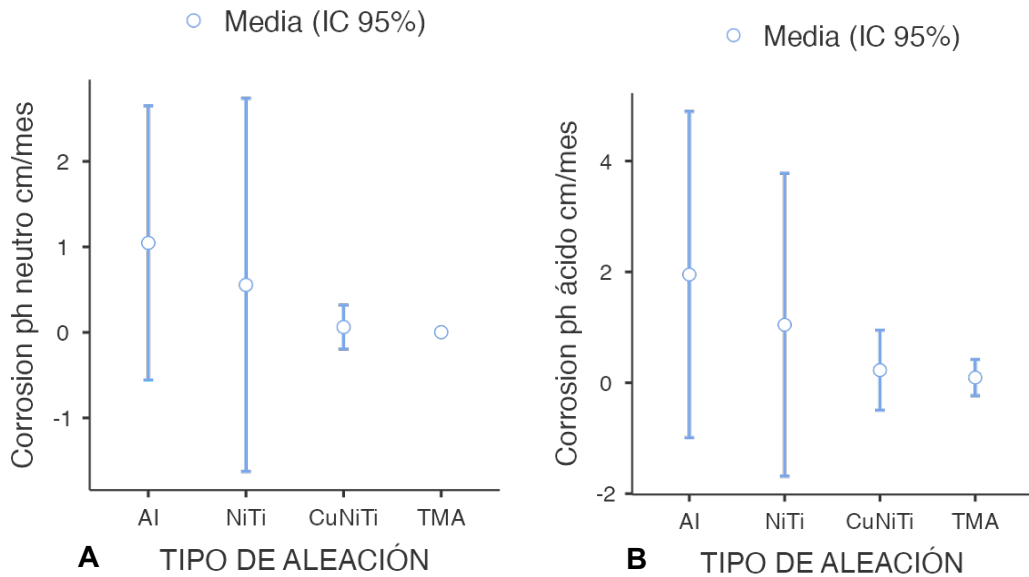 Media (IC 95%)
Corrosion ph neutro cm/mes
2
1
0
-1
AI
NiTi
CuNiTi
TMA
A
TIPO DE ALEACIÓN
Media (IC 95%)
Corrosion ph ácido cm/mes
4
2
0
-2
AI
NiTi
CuNiTi
TMA
B
TIPO DE ALEACIÓN